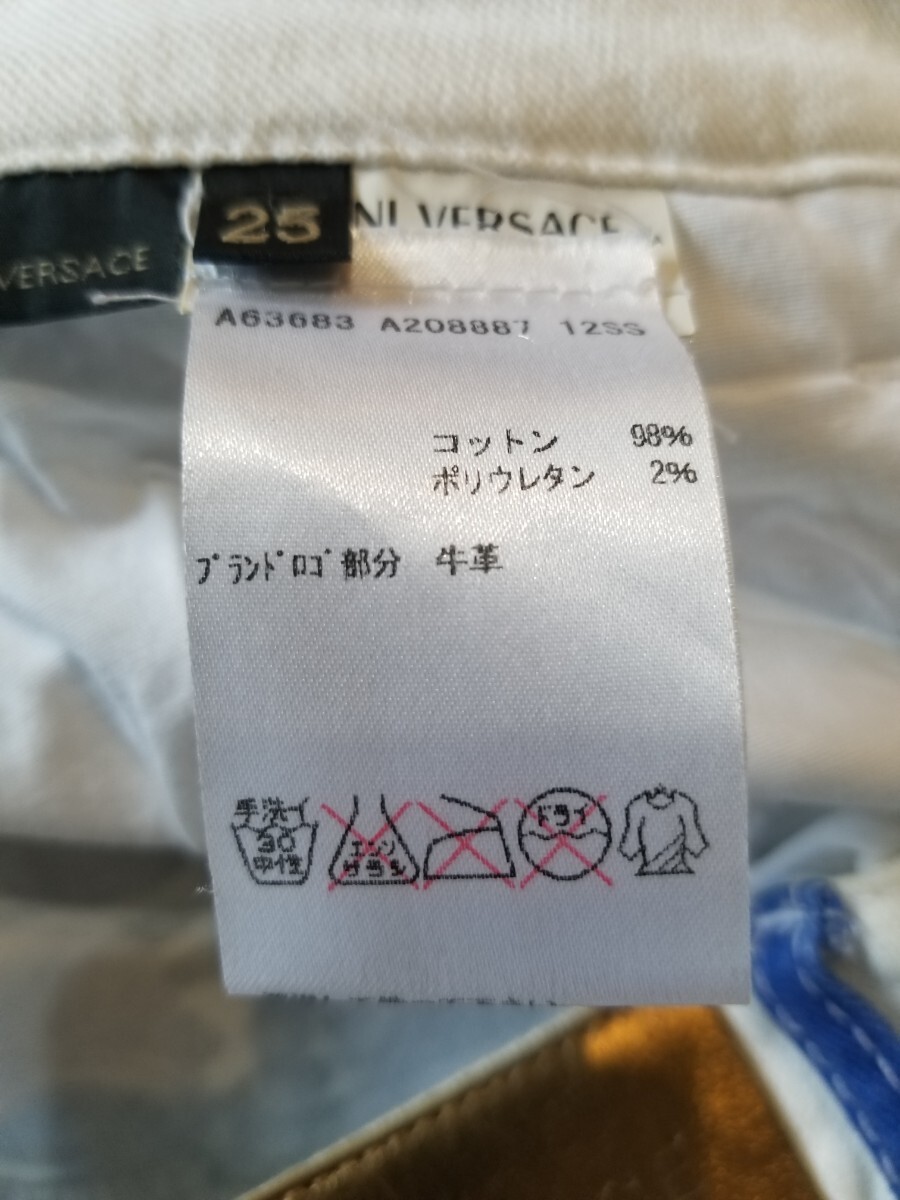 25
NI VERSACE
VERSACE
A63683 A208887 12SS
コットン 98%
ポリウレタン 2%
ブランドロゴ部分 牛革
手洗イ
30
中性
エンソ
サラシ
ドライ